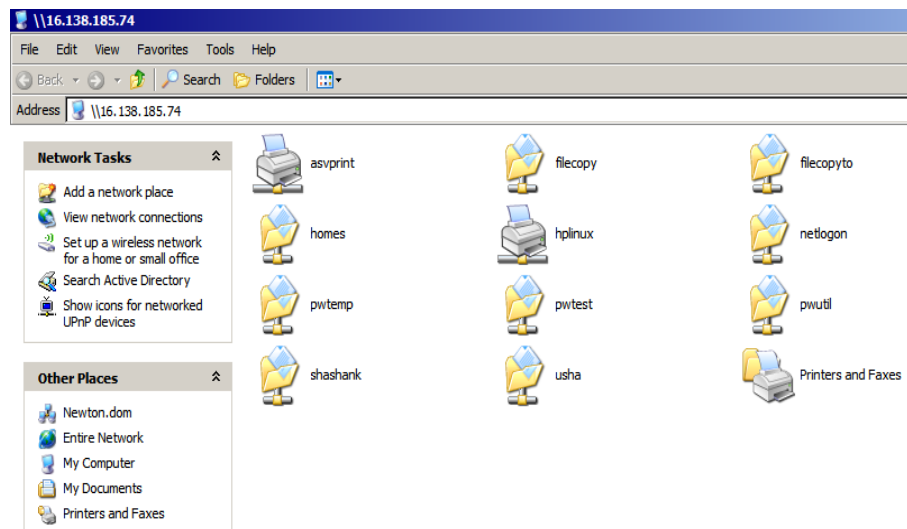 \\16.138.185.74
File Edit View Favorites Tools Help
Back Search Folders
Address \\16.138.185.74
Network Tasks
Add a network place
View network connections
Set up a wireless network
for a home or small office
Search Active Directory
Show icons for networked
UPnP devices
Other Places
Newton.dom
Entire Network
My Computer
My Documents
Printers and Faxes
asvprint filecopy filecopyto
homes hplinux netlogon
pwtemp pwtest pwutil
shashank usha Printers and Faxes